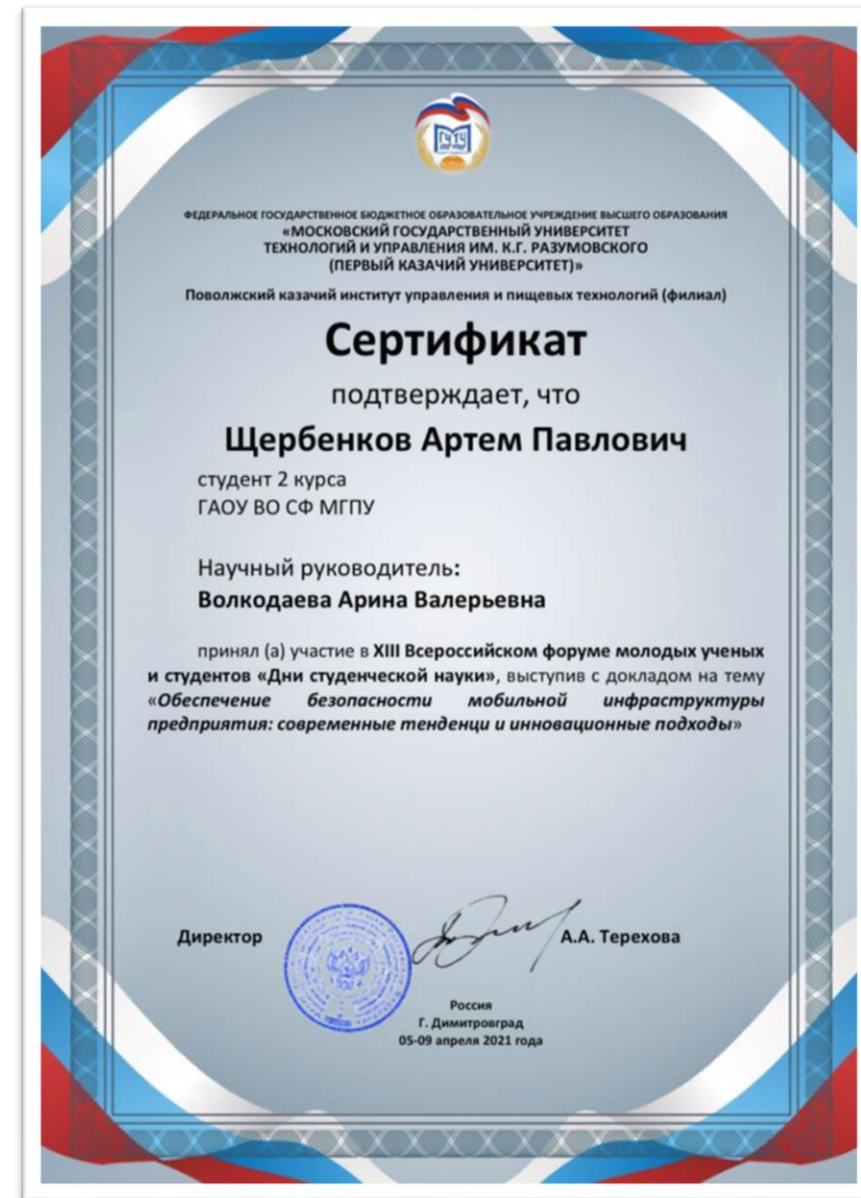 ФЕДЕРАЛЬНОЕ ГОСУДАРСТВЕННОЕ БЮДЖЕТНОЕ ОБРАЗОВАТЕЛЬНОЕ УЧРЕЖДЕНИЕ ВЫСШЕГО ОБРАЗОВАНИЯ
«МОСКОВСКИЙ ГОСУДАРСТВЕННЫЙ УНИВЕРСИТЕТ
ТЕХНОЛОГИЙ И УПРАВЛЕНИЯ ИМ. К.Г. РАЗУМОВСКОГО
(ПЕРВЫЙ КАЗАЧИЙ УНИВЕРСИТЕТ)»
Поволжский казачий институт управления и пищевых технологий (филиал)
Сертификат
подтверждает, что
Щербенков Артем Павлович
студент 2 курса
ГАОУ ВО СФ МГПУ
Научный руководитель:
Волкодаева Арина Валерьевна
принял (а) участие в XIII Всероссийском форуме молодых ученых
и студентов «Дни студенческой науки», выступив с докладом на тему
«Обеспечение безопасности мобильной инфраструктуры
предприятия: современные тенденци и инновационные подходы»
Директор
А.А. Терехова
Россия
Г. Димитровград
05-09 апреля 2021 года